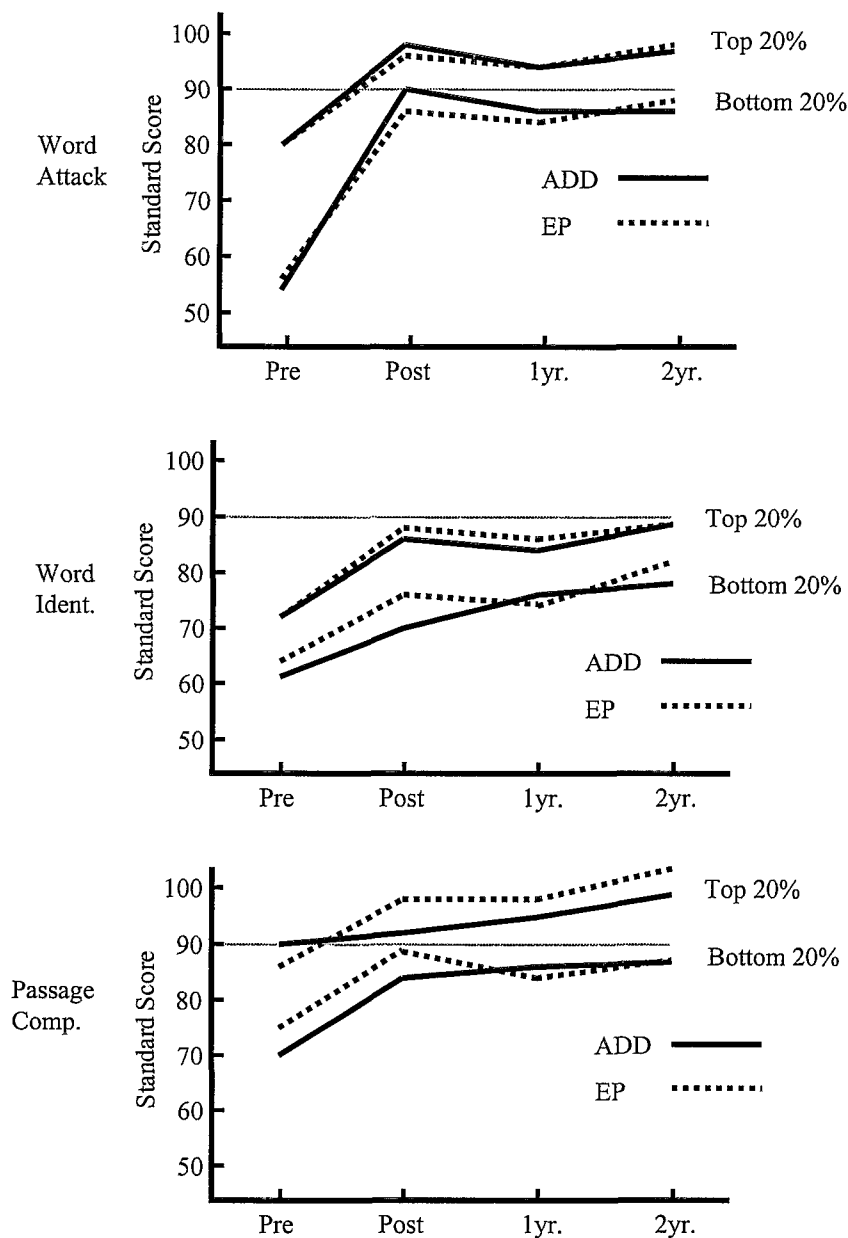 100
90
80
70
60
50
Word
Attack
Standard Score
Top 20%
Bottom 20%
ADD
EP
Pre Post 1yr. 2yr.
100
90
80
70
60
50
Word
Ident.
Standard Score
Top 20%
Bottom 20%
ADD
EP
Pre Post 1yr. 2yr.
100
90
80
70
60
50
Passage
Comp.
Standard Score
Top 20%
Bottom 20%
ADD
EP
Pre Post 1yr. 2yr.